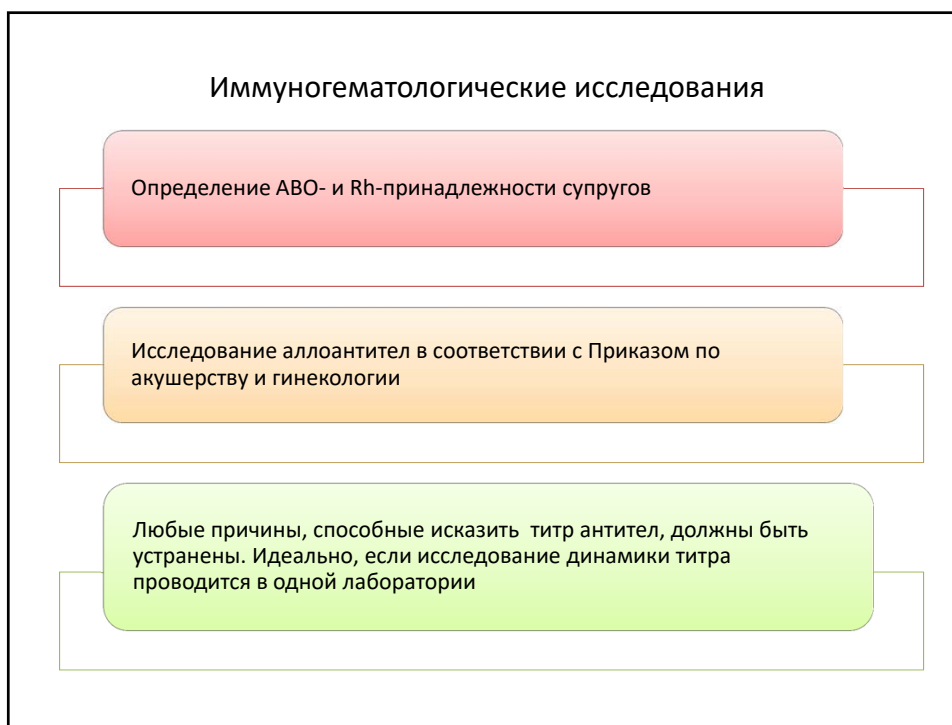 Иммуногематологические исследования
Определение АВО- и Rh-принадлежности супругов
Исследование аллоантител в соответствии с Приказом по
акушерству и гинекологии
Любые причины, способные исказить  титр антител, должны быть
устранены. Идеально, если исследование динамики титра
проводится в одной лаборатории